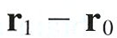 r₁ − r₀